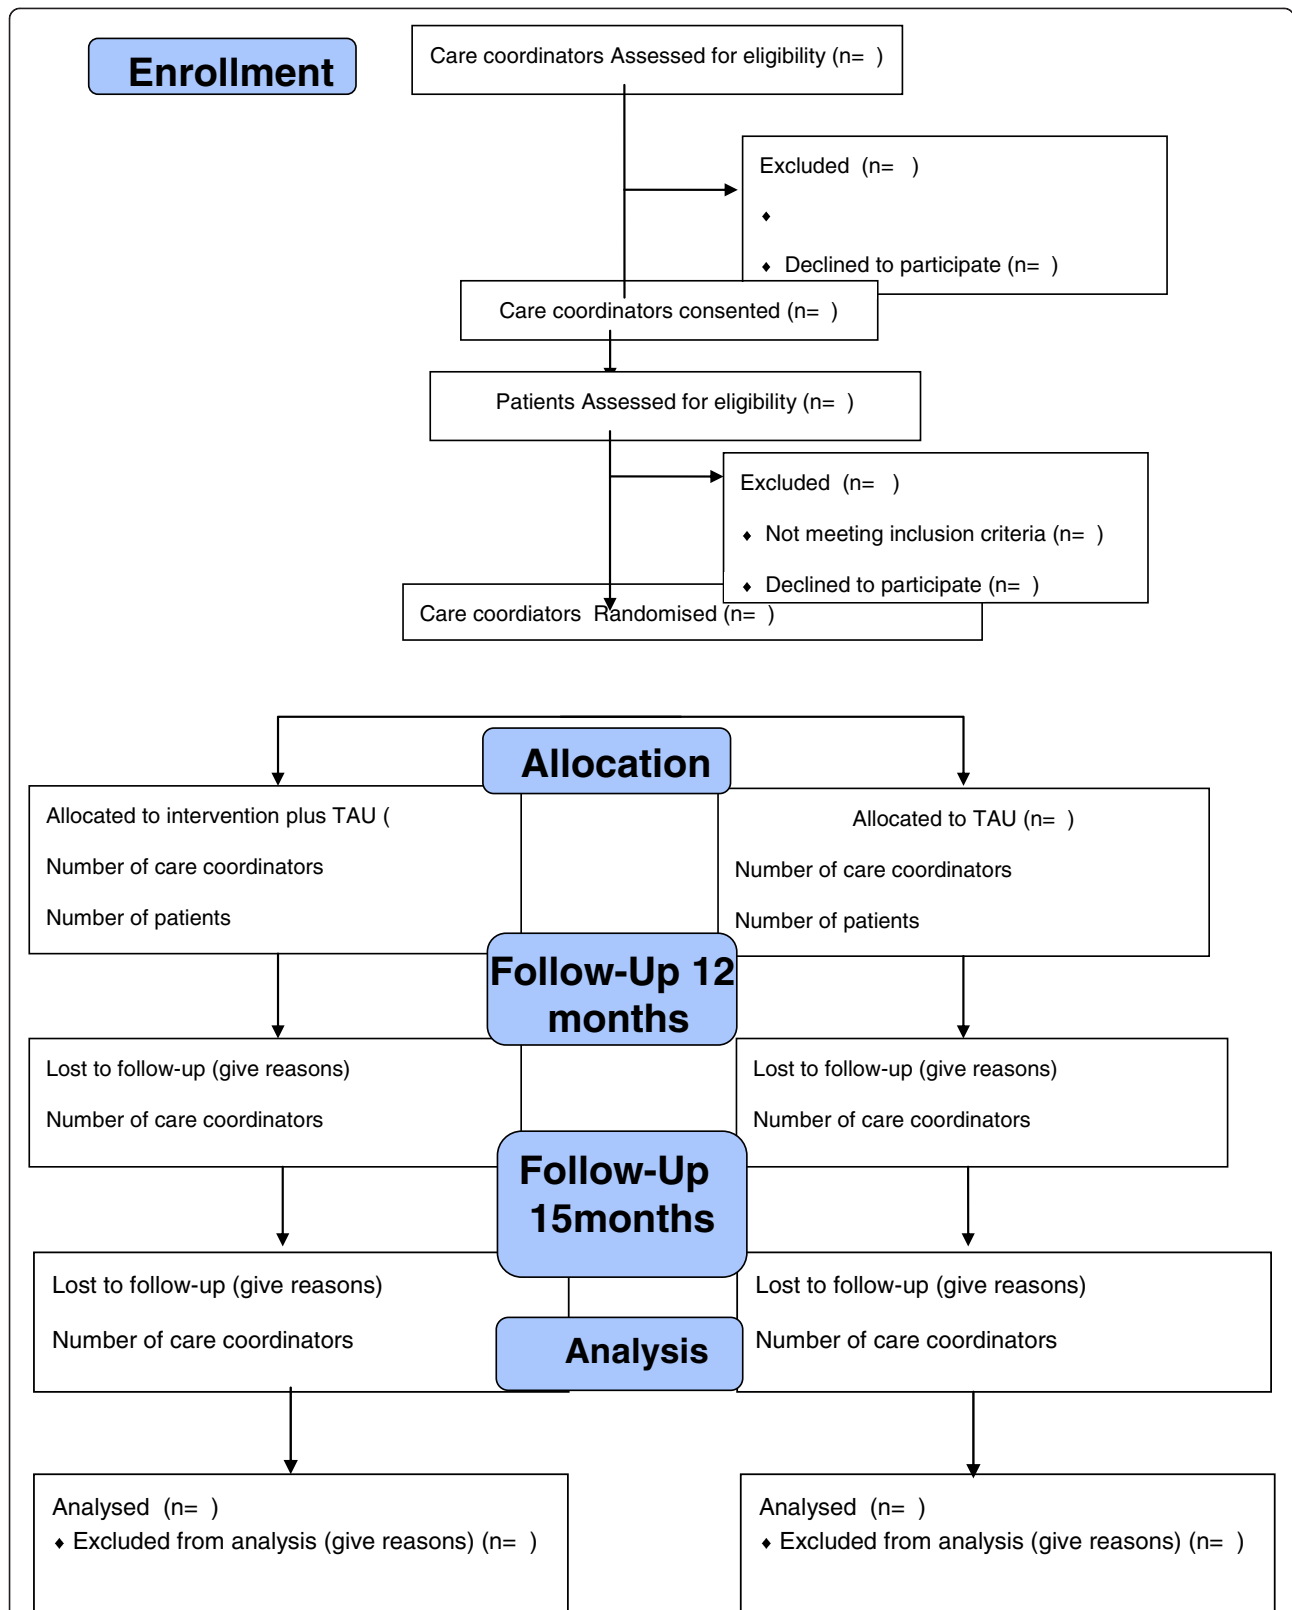 Enrollment
Care coordinators Assessed for eligibility (n= )
Excluded (n= )
♦
♦ Declined to participate (n= )
Care coordinators consented (n= )
Patients Assessed for eligibility (n= )
Excluded (n= )
♦ Not meeting inclusion criteria (n= )
♦ Declined to participate (n= )
Care coordiators Randomised (n= )
Allocation
Allocated to intervention plus TAU (
Number of care coordinators
Number of patients
Allocated to TAU (n= )
Number of care coordinators
Number of patients
Follow-Up 12
months
Lost to follow-up (give reasons)
Number of care coordinators
Lost to follow-up (give reasons)
Number of care coordinators
Follow-Up
15months
Lost to follow-up (give reasons)
Number of care coordinators
Lost to follow-up (give reasons)
Number of care coordinators
Analysis
Analysed (n= )
♦ Excluded from analysis (give reasons) (n= )
Analysed (n= )
♦ Excluded from analysis (give reasons) (n= )